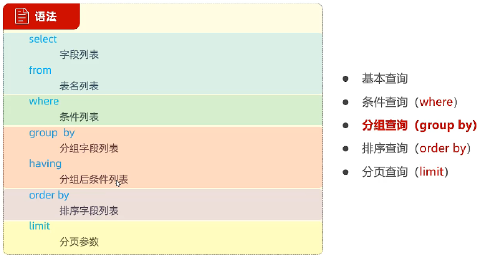 语法
select
字段列表
from
表名列表
where
条件列表
group by
分组字段列表
having
分组后条件列表
order by
排序字段列表
limit
分页参数
● 基本查询
● 条件查询（where）
● 分组查询（group by)
● 排序查询（order by）
● 分页查询（limit）